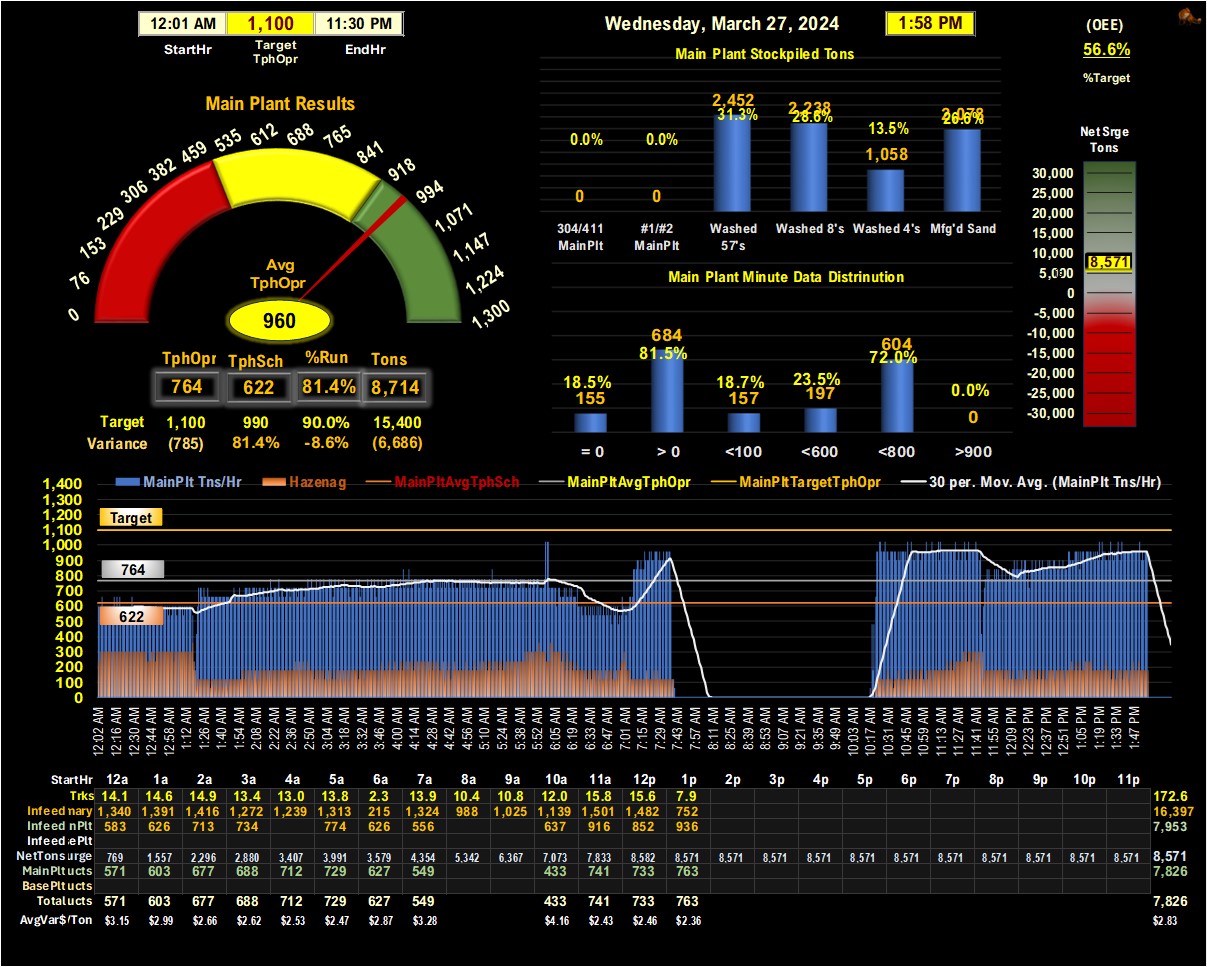 12:01 AM 1,100 11:30 PM
StartHr Target TphOpr EndHr
Wednesday, March 27, 2024 1:58 PM
(OEE)
56.6%
%Target
Main Plant Results
0 76 153 229 306 382 459 535 612 688 765 841 918 994 1,071 1,147 1,224 1,300
Avg
TphOpr
960
TphOpr TphSch %Run Tons
764 622 81.4% 8,714
Target 1,100 990 90.0% 15,400
Variance (785) 81.4% -8.6% (6,686)
Main Plant Stockpiled Tons
2,452 2,238 2,078
31.3% 28.6% 26.6%
0.0% 0.0% 13.5%
1,058
0 0
304/411 MainPlt #1/#2 MainPlt Washed 57's Washed 8's Washed 4's Mfg'd Sand
Main Plant Minute Data Distrinution
684 604
81.5% 72.0%
18.5% 18.7% 23.5% 0.0%
155 157 197 0
= 0 > 0 <100 <600 <800 >900
NetSrge
Tons
30,000
25,000
20,000
15,000
10,000
8,571
5,000
0
-5,000
-10,000
-15,000
-20,000
-25,000
-30,000
MainPlt Tns/Hr Hazenag MainPltAvgTphSch MainPltAvgTphOpr MainPltTargetTphOpr 30 per. Mov. Avg. (MainPlt Tns/Hr)
1,400
1,300
1,200
1,100
1,000
900
800
700
600
500
400
300
200
100
0
Target
764
622
12:02 AM 12:16 AM 12:30 AM 12:44 AM 12:58 AM 1:12 AM 1:26 AM 1:40 AM 1:54 AM 2:08 AM 2:22 AM 2:36 AM 2:50 AM 3:04 AM 3:18 AM 3:32 AM 3:46 AM 4:00 AM 4:14 AM 4:28 AM 4:42 AM 4:56 AM 5:10 AM 5:24 AM 5:38 AM 5:52 AM 6:05 AM 6:19 AM 6:33 AM 6:47 AM 7:01 AM 7:15 AM 7:29 AM 7:43 AM 7:57 AM 8:11 AM 8:25 AM 8:39 AM 8:53 AM 9:07 AM 9:21 AM 9:35 AM 9:49 AM 10:03 AM 10:17 AM 10:31 AM 10:45 AM 10:59 AM 11:13 AM 11:27 AM 11:41 AM 11:55 AM 12:09 PM 12:23 PM 12:37 PM 12:51 PM 1:05 PM 1:19 PM 1:33 PM 1:47 PM
StartHr 12a 1a 2a 3a 4a 5a 6a 7a 8a 9a 10a 11a 12p 1p 2p 3p 4p 5p 6p 7p 8p 9p 10p 11p
Trks 14.1 14.6 14.9 13.4 13.0 13.8 2.3 13.9 10.4 10.8 12.0 15.8 15.6 7.9 172.6
Infeed nary 1,340 1,391 1,416 1,272 1,239 1,313 215 1,324 988 1,025 1,139 1,501 1,482 752 16,397
Infeed nPlt 583 626 713 734 774 626 556 637 916 852 936 7,953
Infeed ePlt
NetTons urge 769 1,557 2,296 2,880 3,407 3,991 3,579 4,354 5,342 6,367 7,073 7,833 8,582 8,571 8,571 8,571 8,571 8,571 8,571 8,571 8,571 8,571 8,571 8,571 8,571
MainPlt ucts 571 603 677 688 712 729 627 549 433 741 733 763 7,826
BasePlt ucts
Total ucts 571 603 677 688 712 729 627 549 433 741 733 763 7,826
AvgVar$/Ton $3.15 $2.99 $2.66 $2.62 $2.53 $2.47 $2.87 $3.28 $4.16 $2.43 $2.46 $2.36 $2.83